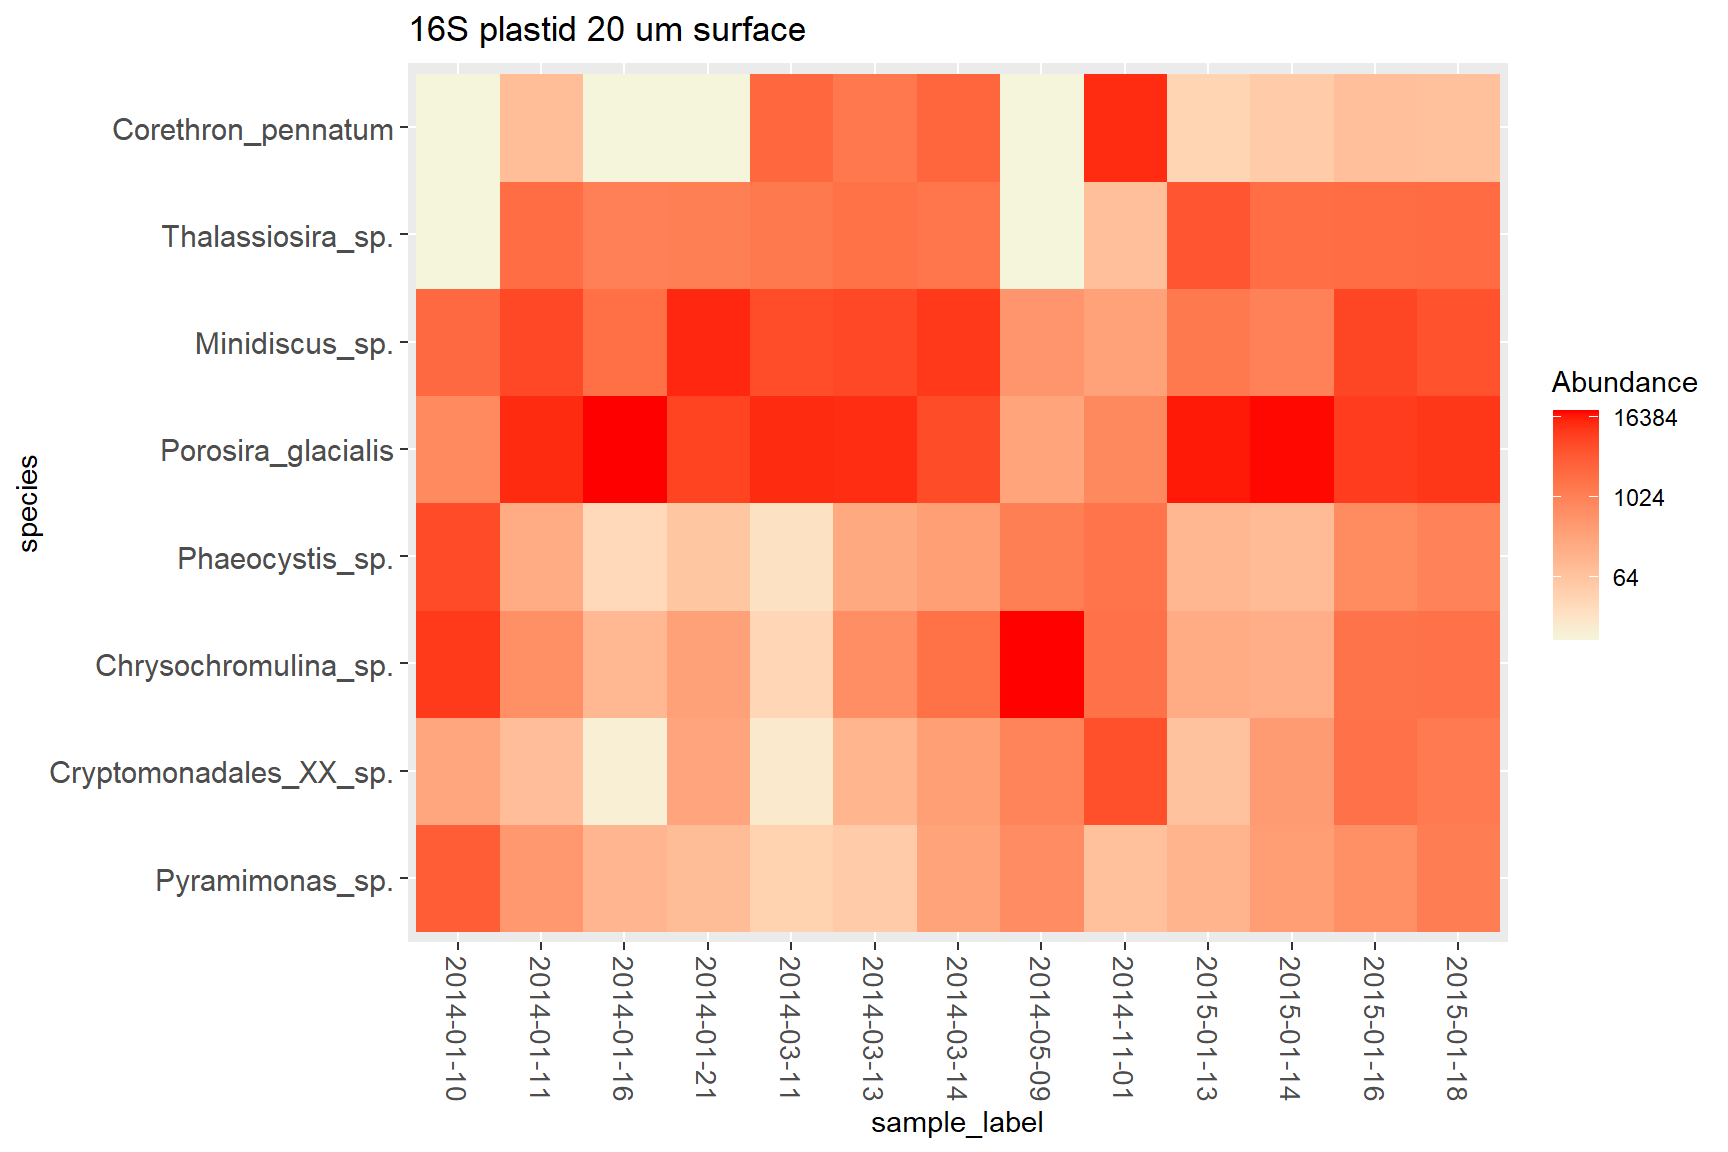 16S plastid 20 um surface
species
Corethron_pennatum
Thalassiosira_sp.
Minidiscus_sp.
Porosira_glacialis
Phaeocystis_sp.
Chrysochromulina_sp.
Cryptomonadales_XX_sp.
Pyramimonas_sp.
2014-01-10
2014-01-11
2014-01-16
2014-01-21
2014-03-11
2014-03-13
2014-03-14
2014-05-09
2014-11-01
2015-01-13
2015-01-14
2015-01-16
2015-01-18
sample_label
Abundance
16384
1024
64